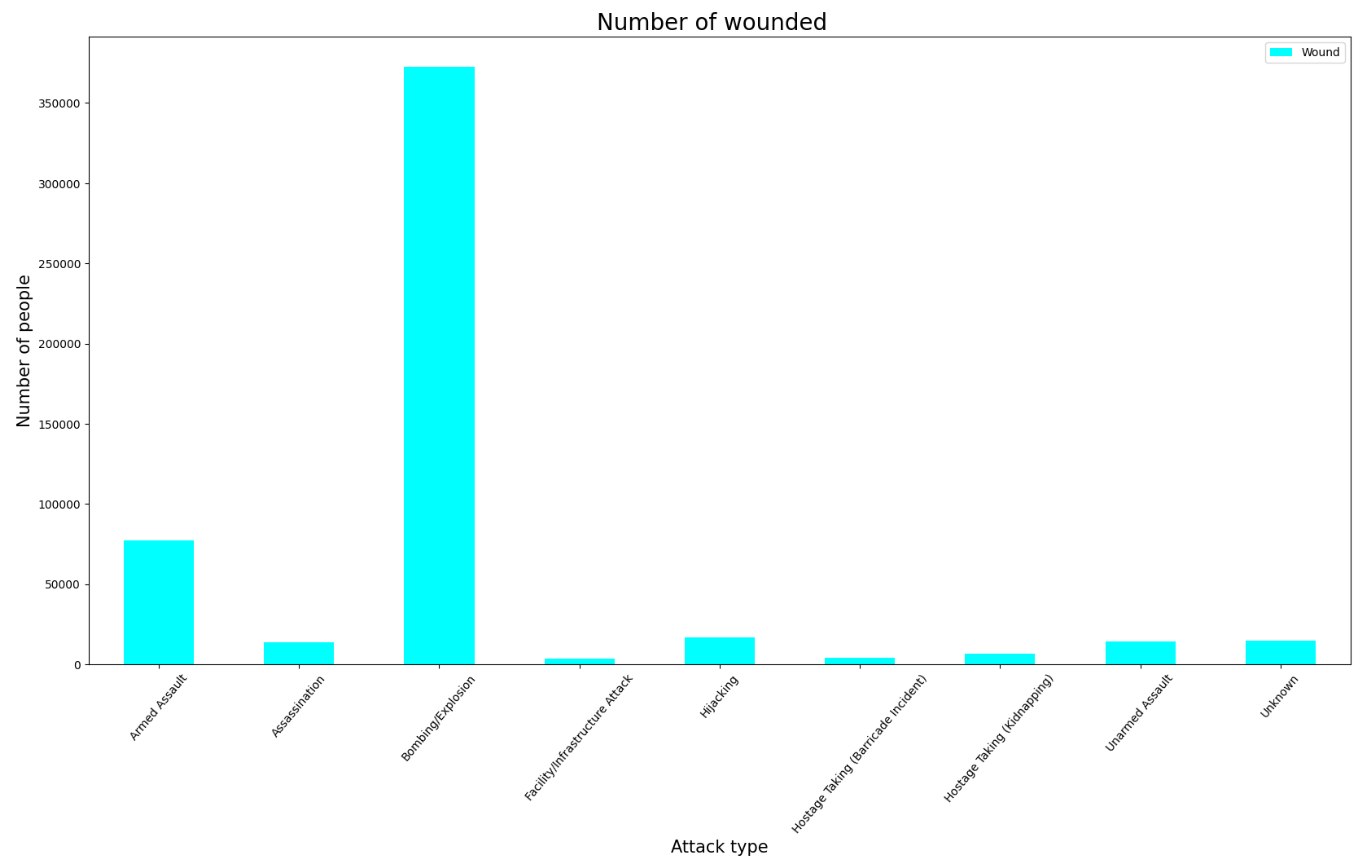 Number of wounded
Wound
Number of people
350000
300000
250000
200000
150000
100000
50000
0
Armed Assault
Assassination
Bombing/Explosion
Facility/Infrastructure Attack
Hijacking
Hostage Taking (Barricade Incident)
Hostage Taking (Kidnapping)
Unarmed Assault
Unknown
Attack type